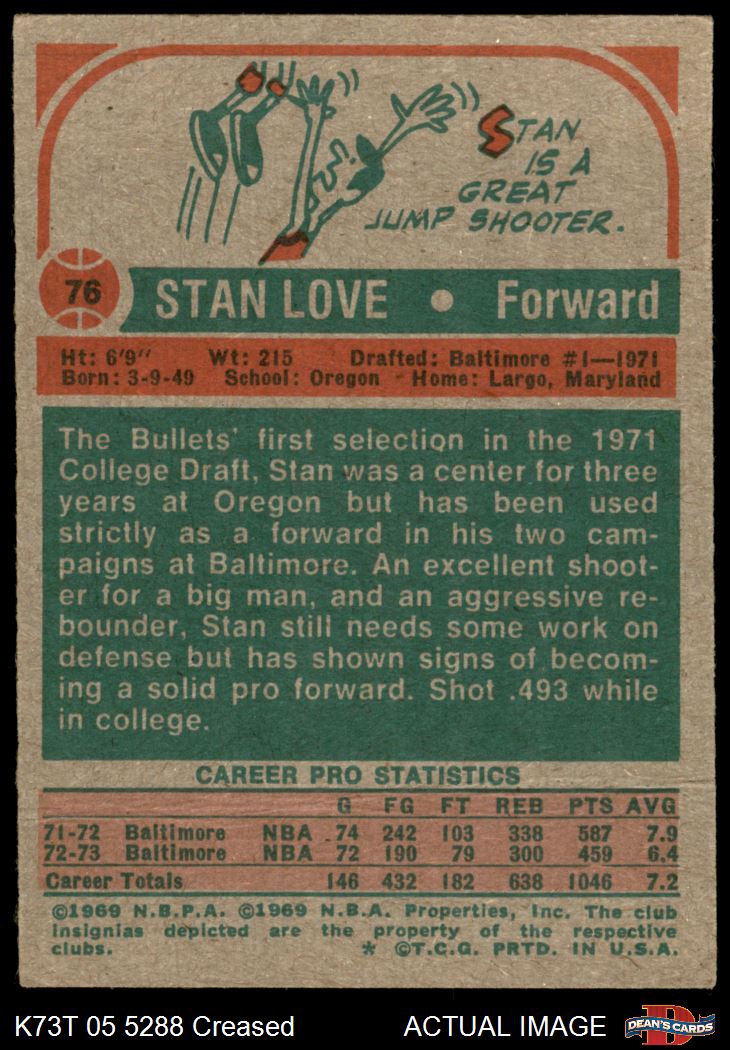 STAN
IS A
GREAT
JUMP SHOOTER.
76 STAN LOVE • Forward
Ht: 6'9" Wt: 215 Drafted: Baltimore #1—1971
Born: 3-9-49 School: Oregon Home: Largo, Maryland
The Bullets' first selection in the 1971
College Draft, Stan was a center for three
years at Oregon but has been used
strictly as a forward in his two cam-
paigns at Baltimore. An excellent shoot-
er for a big man, and an aggressive re-
bounder, Stan still needs some work on
defense but has shown signs of becom-
ing a solid pro forward. Shot .493 while
in college.
CAREER PRO STATISTICS
G FG FT REB PTS AVG
71-72 Baltimore NBA 74 242 103 338 587 7.9
72-73 Baltimore NBA 72 190 79 300 459 6.4
Career Totals 146 432 182 638 1046 7.2
©1969 N.B.P.A. ©1969 N.B.A. Properties, Inc. The club
insignias depicted are the property of the respective
clubs. * ©T.C.G. PRTD. IN U.S.A.
K73T 05 5288 Creased ACTUAL IMAGE D DEAN'S CARDS